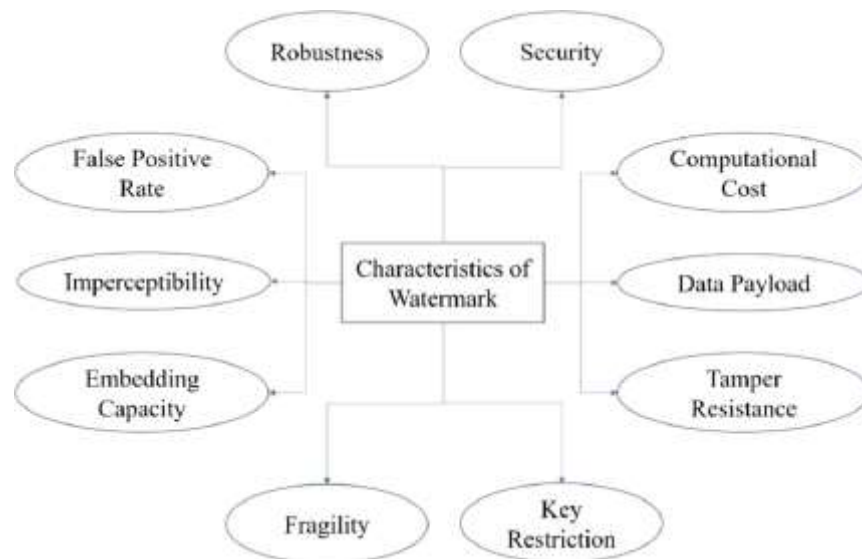 Robustness
Security
False Positive
Rate
Computational
Cost
Imperceptibility
Characteristics of
Watermark
Data Payload
Embedding
Capacity
Tamper
Resistance
Fragility
Key
Restriction